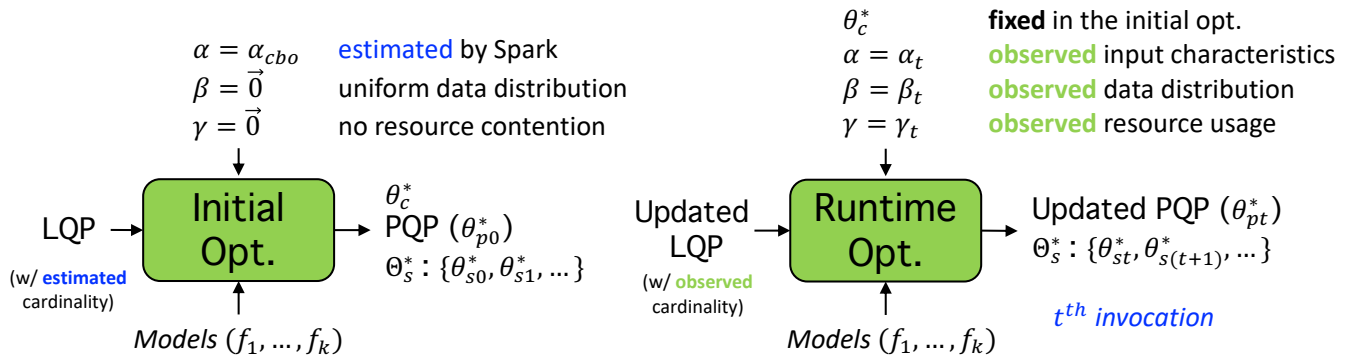 α = α_cbo estimated by Spark
β = 0⃗ uniform data distribution
γ = 0⃗ no resource contention
LQP
(w/ estimated
cardinality)
Initial
Opt.
θ_c^*
PQP (θ_p0^*)
Θ_s^* : {θ_s0^*, θ_s1^*, …}
Models (f_1, …, f_k)
θ_c^* fixed in the initial opt.
α = α_t observed input characteristics
β = β_t observed data distribution
γ = γ_t observed resource usage
Updated
LQP
(w/ observed
cardinality)
Runtime
Opt.
Updated PQP (θ_pt^*)
Θ_s^* : {θ_st^*, θ_s(t+1)^*, …}
t^th invocation
Models (f_1, …, f_k)